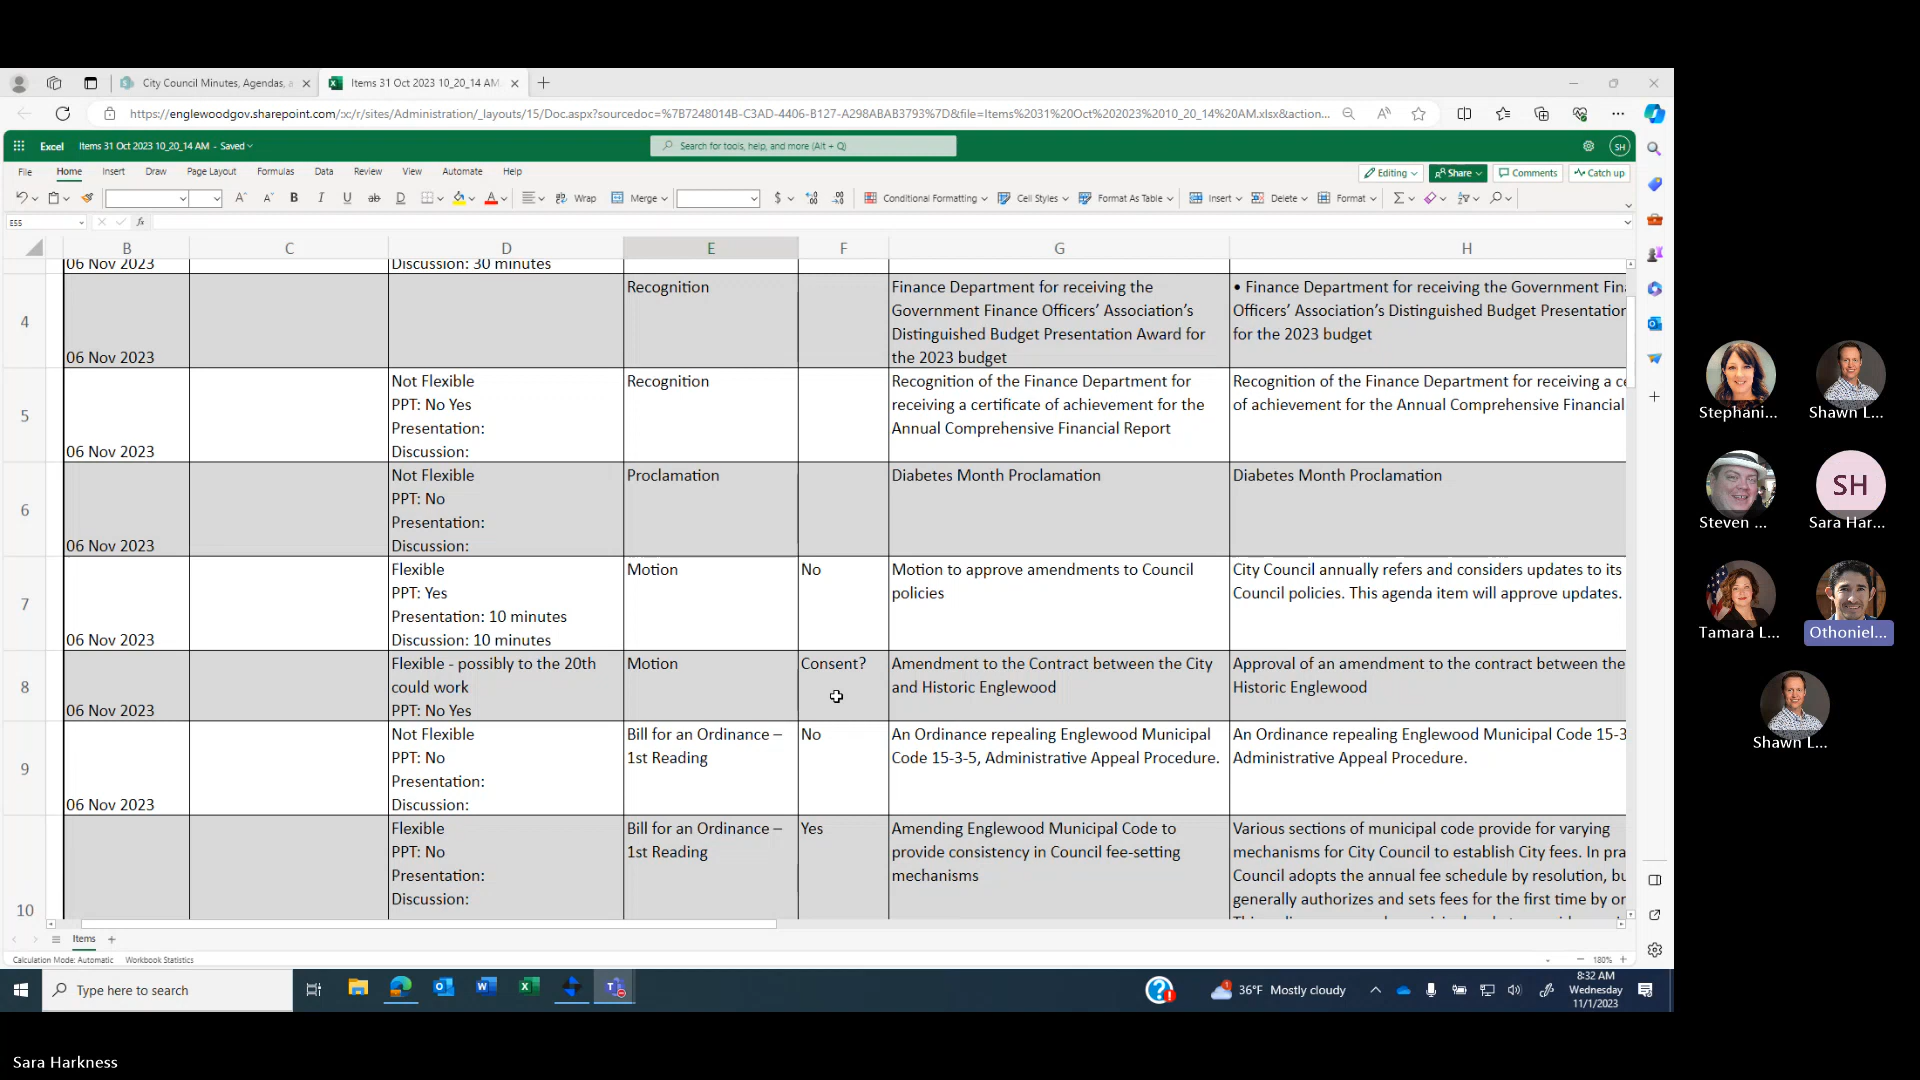 City Council Minutes, Agendas, a
Items 31 Oct 2023 10_20_14 AM.
https://englewoodgov.sharepoint.com/:x:/r/sites/Administration/_layouts/15/Doc.aspx?sourcedoc=%7B7248014B-C3AD-4406-B127-A298ABAB3793%7D&file=Items%2031%20Oct%202023%2010_20_14%20AM.xlsx&action...
Excel
Items 31 Oct 2023 10_20_14 AM - Saved
Search for tools, help, and more (Alt + Q)
SH
File Home Insert Draw Page Layout Formulas Data Review View Automate Help
Editing Share Comments Catch up
Wrap Merge Conditional Formatting Cell Styles Format As Table Insert Delete Format
E55
B C D E F G H
06 Nov 2023
Discussion: 30 minutes
4
06 Nov 2023
Recognition
Finance Department for receiving the
Government Finance Officers’ Association’s
Distinguished Budget Presentation Award for
the 2023 budget
• Finance Department for receiving the Government Fin
Officers’ Association’s Distinguished Budget Presentation
for the 2023 budget
5
06 Nov 2023
Not Flexible
PPT: No Yes
Presentation:
Discussion:
Recognition
Recognition of the Finance Department for
receiving a certificate of achievement for the
Annual Comprehensive Financial Report
Recognition of the Finance Department for receiving a ce
of achievement for the Annual Comprehensive Financial
6
06 Nov 2023
Not Flexible
PPT: No
Presentation:
Discussion:
Proclamation
Diabetes Month Proclamation
Diabetes Month Proclamation
7
06 Nov 2023
Flexible
PPT: Yes
Presentation: 10 minutes
Discussion: 10 minutes
Motion
No
Motion to approve amendments to Council
policies
City Council annually refers and considers updates to its
Council policies. This agenda item will approve updates.
8
06 Nov 2023
Flexible - possibly to the 20th
could work
PPT: No Yes
Motion
Consent?
Amendment to the Contract between the City
and Historic Englewood
Approval of an amendment to the contract between the
Historic Englewood
9
06 Nov 2023
Not Flexible
PPT: No
Presentation:
Discussion:
Bill for an Ordinance –
1st Reading
No
An Ordinance repealing Englewood Municipal
Code 15-3-5, Administrative Appeal Procedure.
An Ordinance repealing Englewood Municipal Code 15-3
Administrative Appeal Procedure.
10
Flexible
PPT: No
Presentation:
Discussion:
Bill for an Ordinance –
1st Reading
Yes
Amending Englewood Municipal Code to
provide consistency in Council fee-setting
mechanisms
Various sections of municipal code provide for varying
mechanisms for City Council to establish City fees. In pra
Council adopts the annual fee schedule by resolution, bu
generally authorizes and sets fees for the first time by or
Items
Calculation Mode: Automatic Workbook Statistics
180%
Type here to search
36°F Mostly cloudy
8:32 AM
Wednesday
11/1/2023
Stephani...
Shawn L...
Steven ...
SH
Sara Har...
Tamara L...
Othoniel...
Shawn L...
Sara Harkness